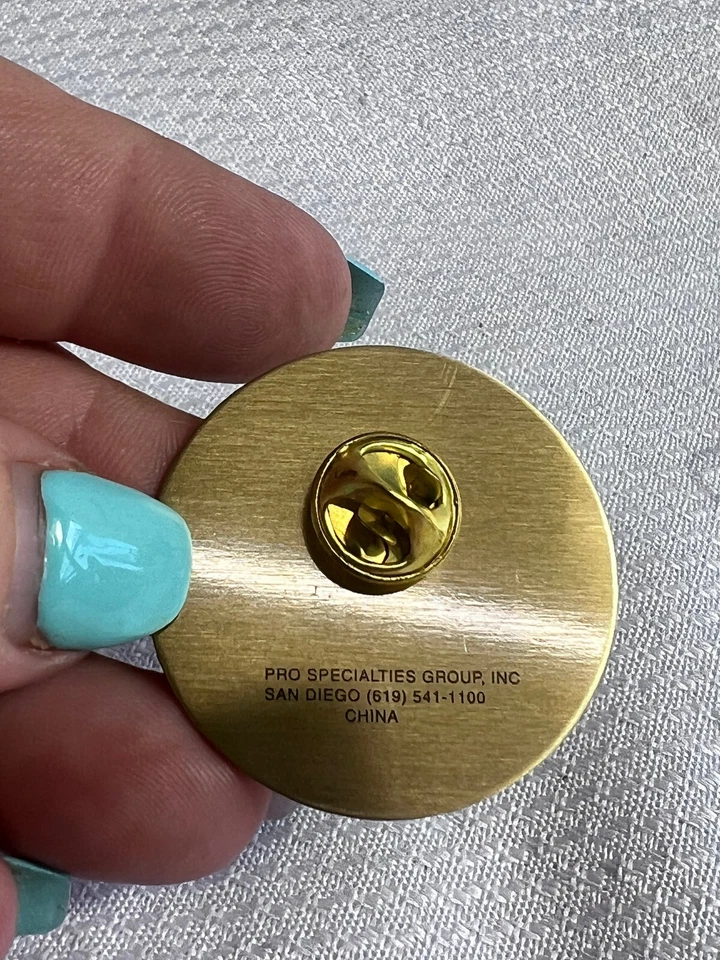 PRO SPECIALTIES GROUP, INC
SAN DIEGO (619) 541-1100
CHINA